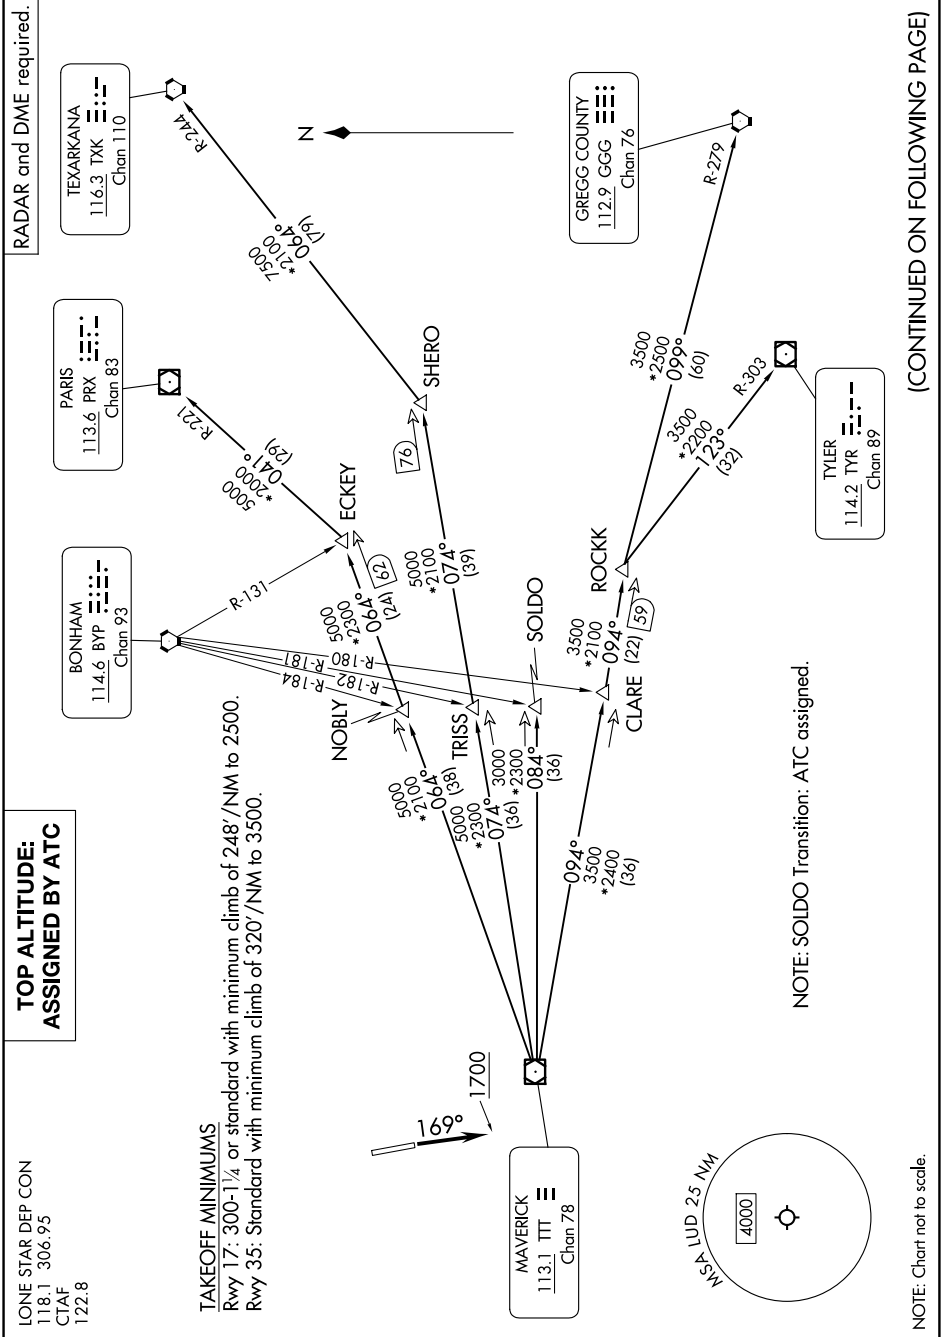 LONE STAR DEP CON
118.1 306.95
CTAF
122.8
TOP ALTITUDE:
ASSIGNED BY ATC
RADAR and DME required.
TAKEOFF MINIMUMS
Rwy 17: 300-1¼ or standard with minimum climb of 248'/NM to 2500.
Rwy 35: Standard with minimum climb of 320'/NM to 3500.
BONHAM
114.6 BYP
Chan 93
PARIS
113.6 PRX
Chan 83
TEXARKANA
116.3 TXK
Chan 110
R-131
R-184
R-181
R-182
R-180
R-221
R-244
N
5000
*2000
041°
(29)
7500
*2100
064°
(79)
ECKEY
SHERO
62
76
NOBLY
5000
*2300
064°
(24)
5000
*2100
064°
(38)
TRISS
5000
*2100
074°
(39)
5000
*2300
074°
(36)
SOLDO
3000
*2300
084°
(36)
094°
3500
*2400
(36)
CLARE
3500
*2100
094°
(22)
59
ROCKK
3500
*2500
099°
(60)
R-279
3500
*2200
123°
(32)
R-303
GREGG COUNTY
112.9 GGG
Chan 76
TYLER
114.2 TYR
Chan 89
169°
1700
MAVERICK
113.1 TTT
Chan 78
MSA LUD 25 NM
4000
NOTE: SOLDO Transition: ATC assigned.
NOTE: Chart not to scale.
(CONTINUED ON FOLLOWING PAGE)